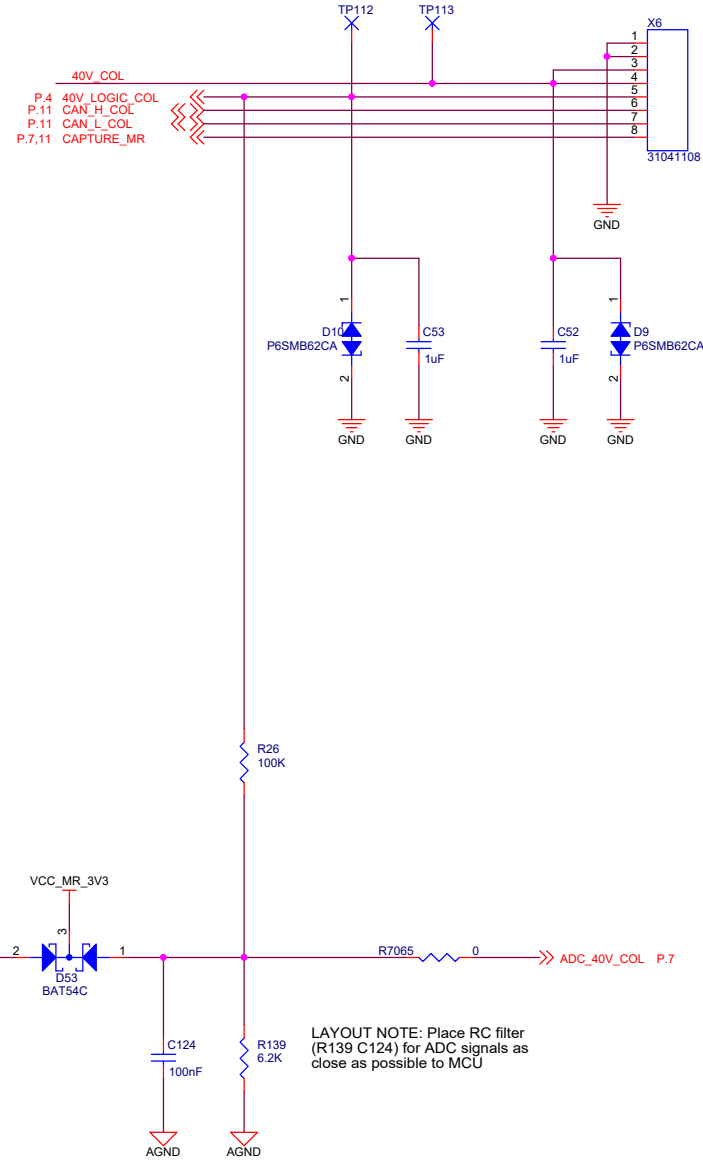 TP112 TP113
X6
1
2
3
40V_COL 4
P.4 40V_LOGIC_COL 5
P.11 CAN_H_COL 6
P.11 CAN_L_COL 7
P.7,11 CAPTURE_MR 8
31041108
GND
1 1
D10 C53 C52 D9
P6SMB62CA 1uF 1uF P6SMB62CA
2 2
GND GND GND GND
R26
100K
VCC_MR_3V3
3
2 1 R7065 0 ADC_40V_COL P.7
D53
BAT54C
LAYOUT NOTE: Place RC filter
(R139 C124) for ADC signals as
close as possible to MCU
C124 R139
100nF 6.2K
AGND AGND